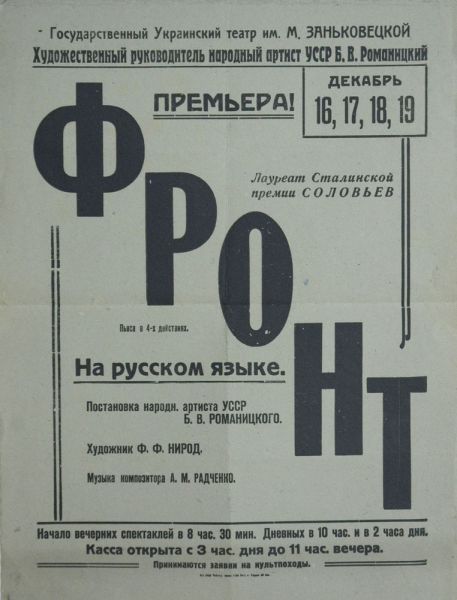 Государственный Украинский театр им. М. ЗАНЬКОВЕЦКОЙ
Художественный руководитель народный артист УССР Б. В. Романицкий
ПРЕМЬЕРА!
ДЕКАБРЬ
16, 17, 18, 19
Лауреат Сталинской
премии СОЛОВЬЕВ
ФРОНТ
Пьеса в 4-х действиях.
На русском языке.
Постановка народн. артиста УССР
Б. В. РОМАНИЦКОГО.
Художник Ф. Ф. НИРОД.
Музыка композитора А. М. РАДЧЕНКО.
Начало вечерних спектаклей в 8 час. 30 мин. Дневных в 10 час. и в 2 часа дня.
Касса открыта с 3 час. дня до 11 час. вечера.
Принимаются заявки на культпоходы.